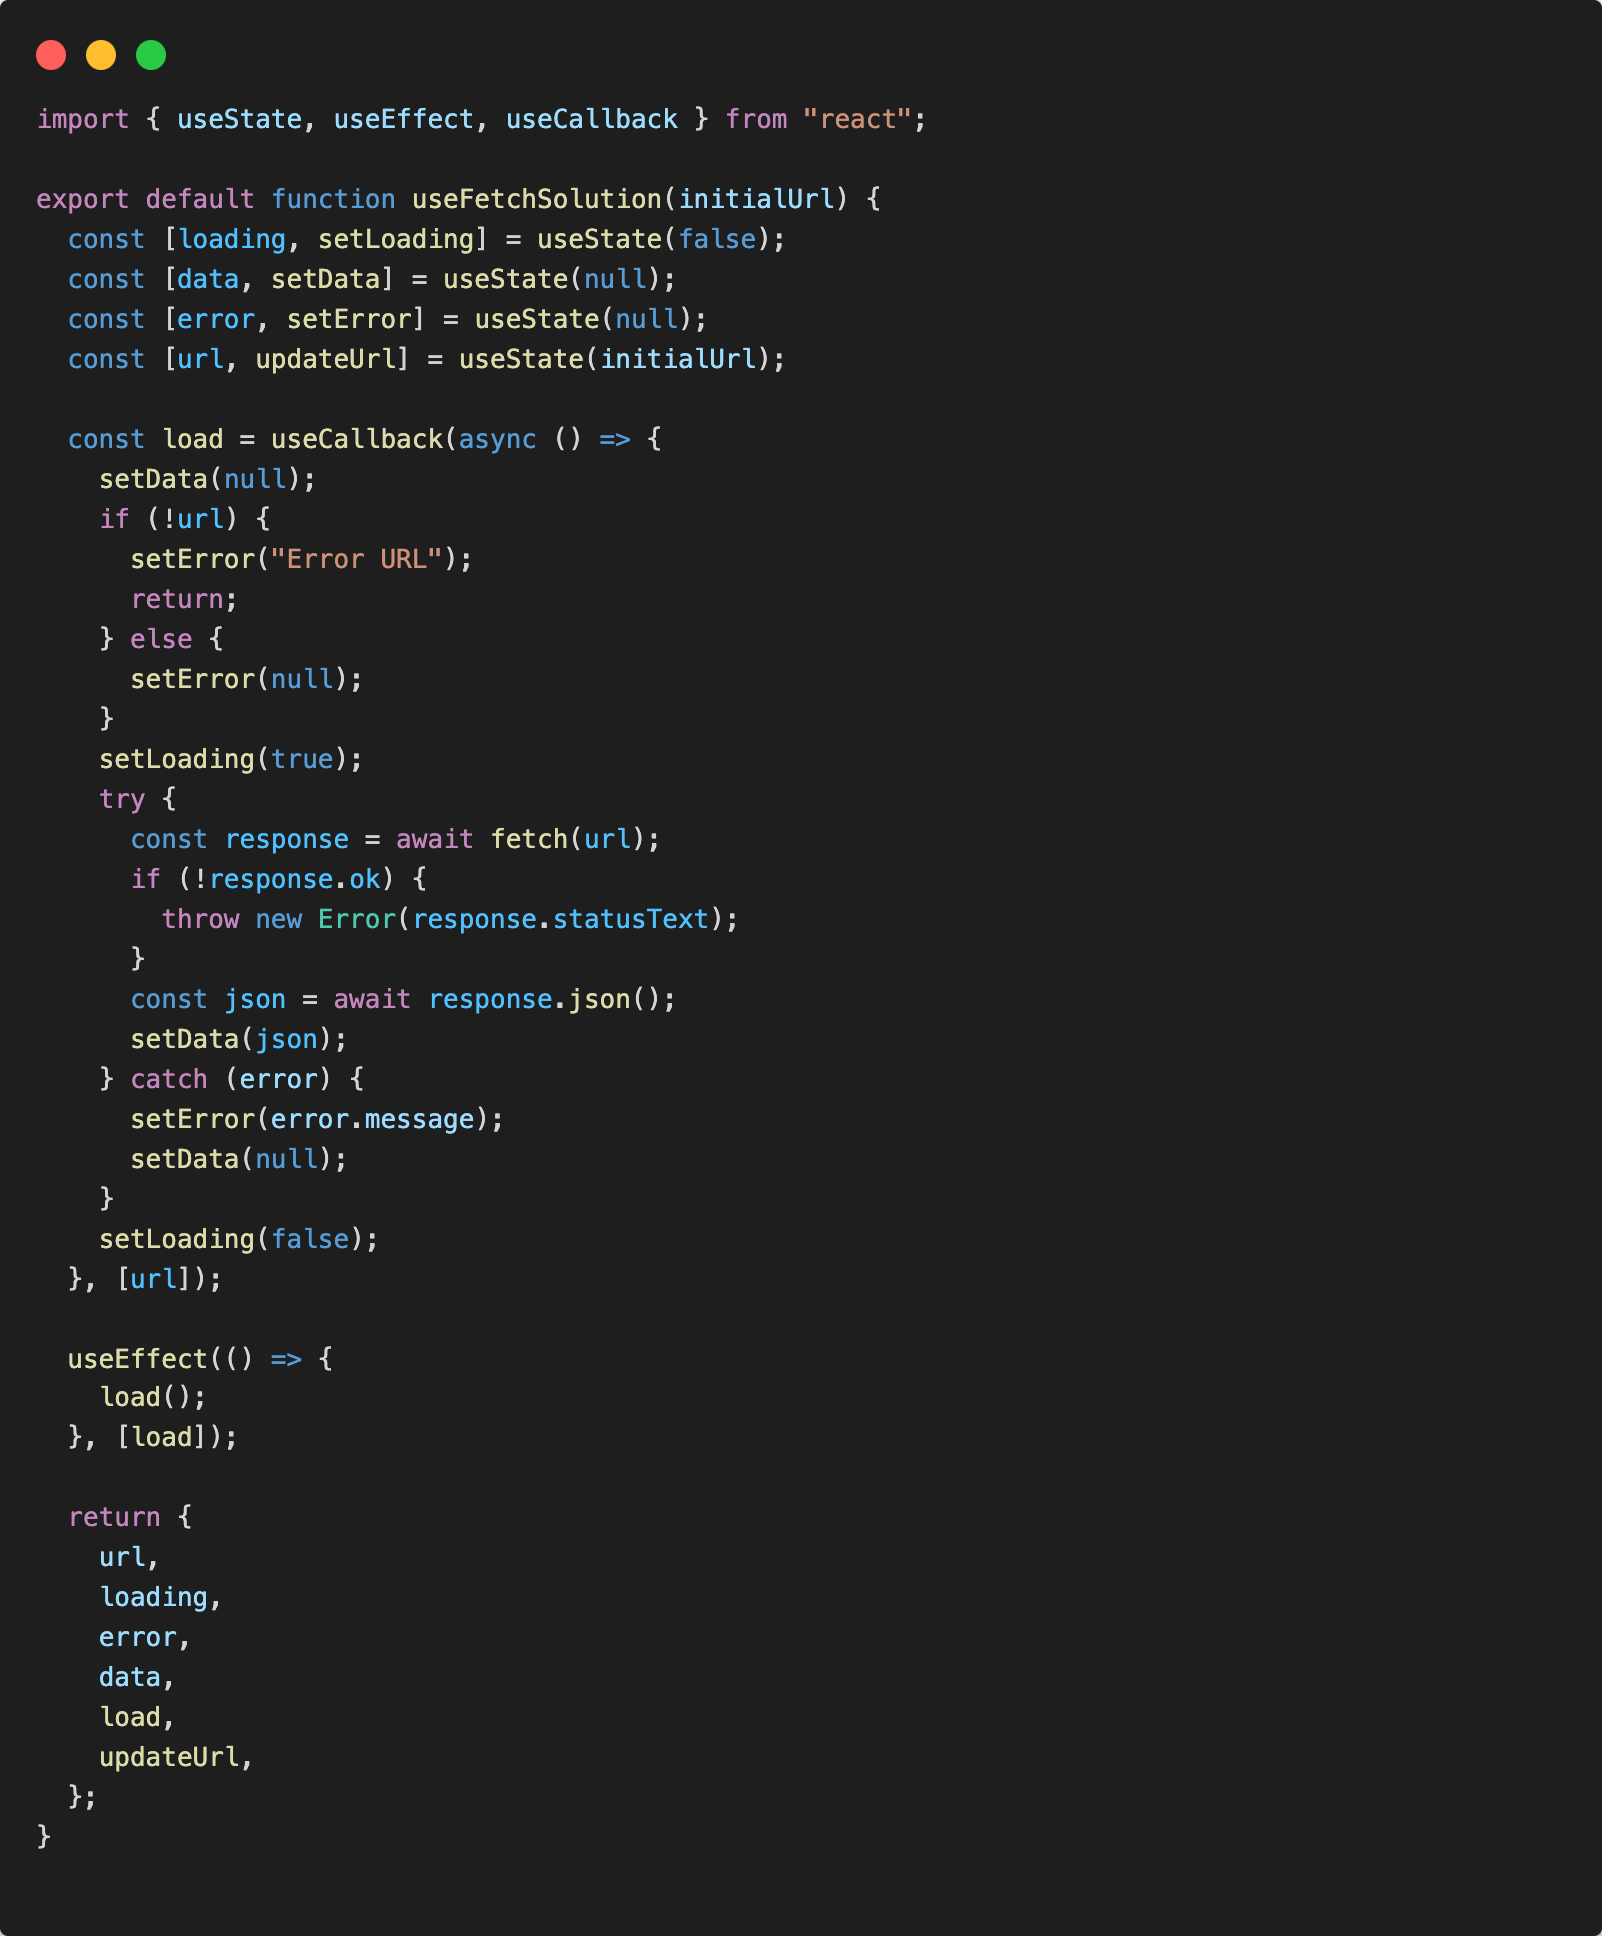 import { useState, useEffect, useCallback } from "react";

export default function useFetchSolution(initialUrl) {
  const [loading, setLoading] = useState(false);
  const [data, setData] = useState(null);
  const [error, setError] = useState(null);
  const [url, updateUrl] = useState(initialUrl);

  const load = useCallback(async () => {
    setData(null);
    if (!url) {
      setError("Error URL");
      return;
    } else {
      setError(null);
    }
    setLoading(true);
    try {
      const response = await fetch(url);
      if (!response.ok) {
        throw new Error(response.statusText);
      }
      const json = await response.json();
      setData(json);
    } catch (error) {
      setError(error.message);
      setData(null);
    }
    setLoading(false);
  }, [url]);

  useEffect(() => {
    load();
  }, [load]);

  return {
    url,
    loading,
    error,
    data,
    load,
    updateUrl,
  };
}